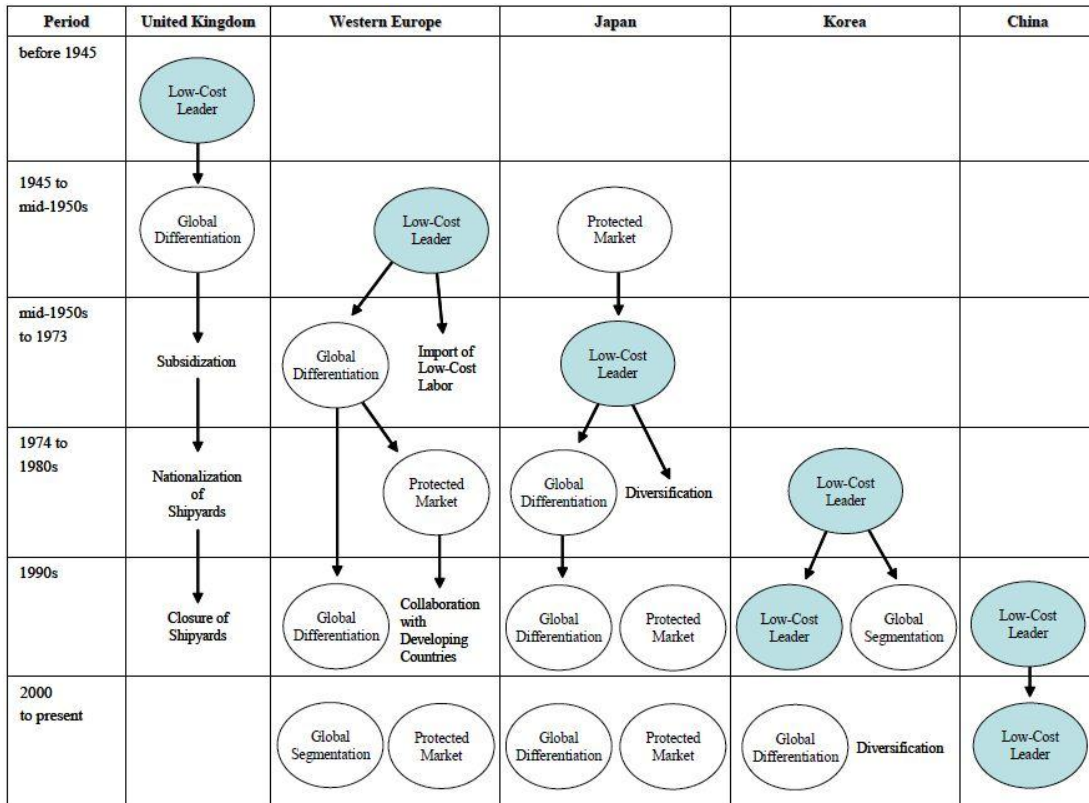 Period United Kingdom Western Europe Japan Korea China
before 1945
Low-Cost
Leader
1945 to
mid-1950s
Global
Differentiation
Low-Cost
Leader
Protected
Market
mid-1950s
to 1973
Subsidization
Global
Differentiation
Import of
Low-Cost
Labor
Low-Cost
Leader
1974 to
1980s
Nationalization
of
Shipyards
Protected
Market
Global
Differentiation
Diversification
Low-Cost
Leader
1990s
Closure of
Shipyards
Global
Differentiation
Collaboration
with
Developing
Countries
Global
Differentiation
Protected
Market
Low-Cost
Leader
Global
Segmentation
Low-Cost
Leader
2000
to present
Global
Segmentation
Protected
Market
Global
Differentiation
Protected
Market
Global
Differentiation
Diversification
Low-Cost
Leader